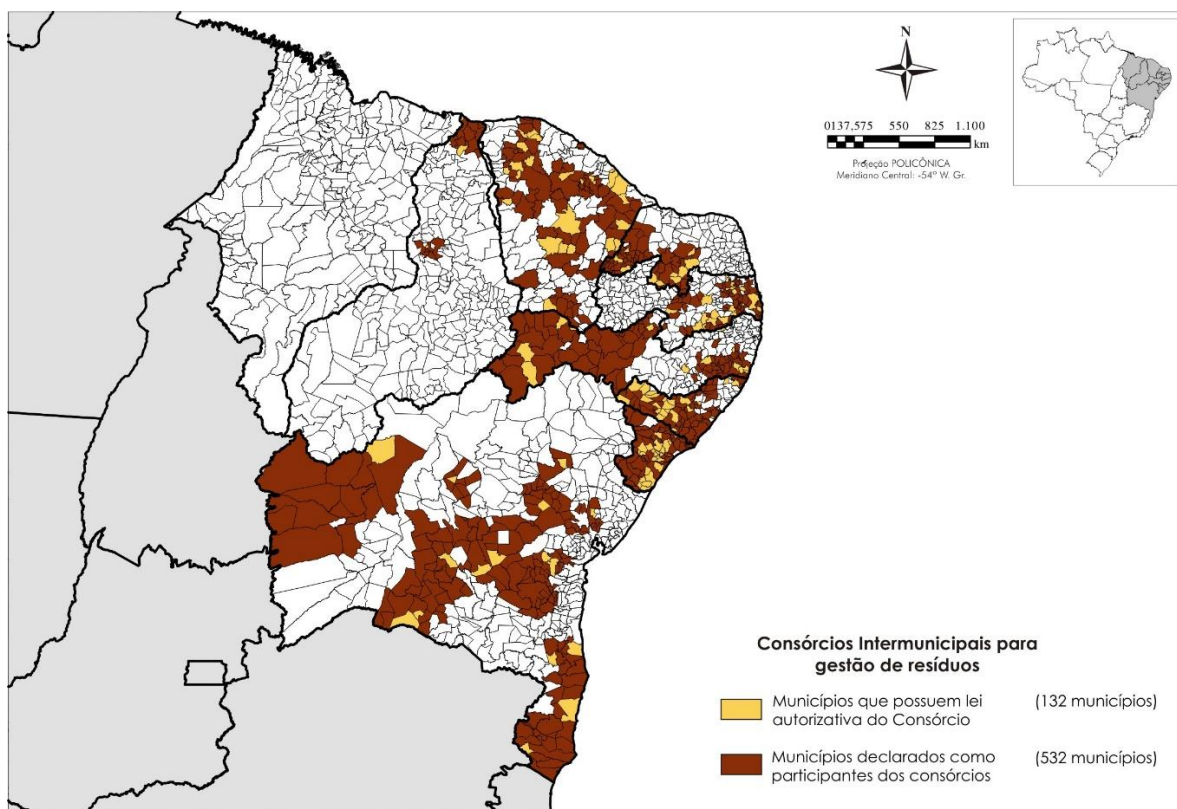 N
0137,575 550 825 1.100
km
Projeção POLICÔNICA
Meridiano Central: -54º W. Gr.
Consórcios Intermunicipais para
gestão de resíduos
Municípios que possuem lei (132 municípios)
autorizativa do Consórcio
Municípios declarados como (532 municípios)
participantes dos consórcios